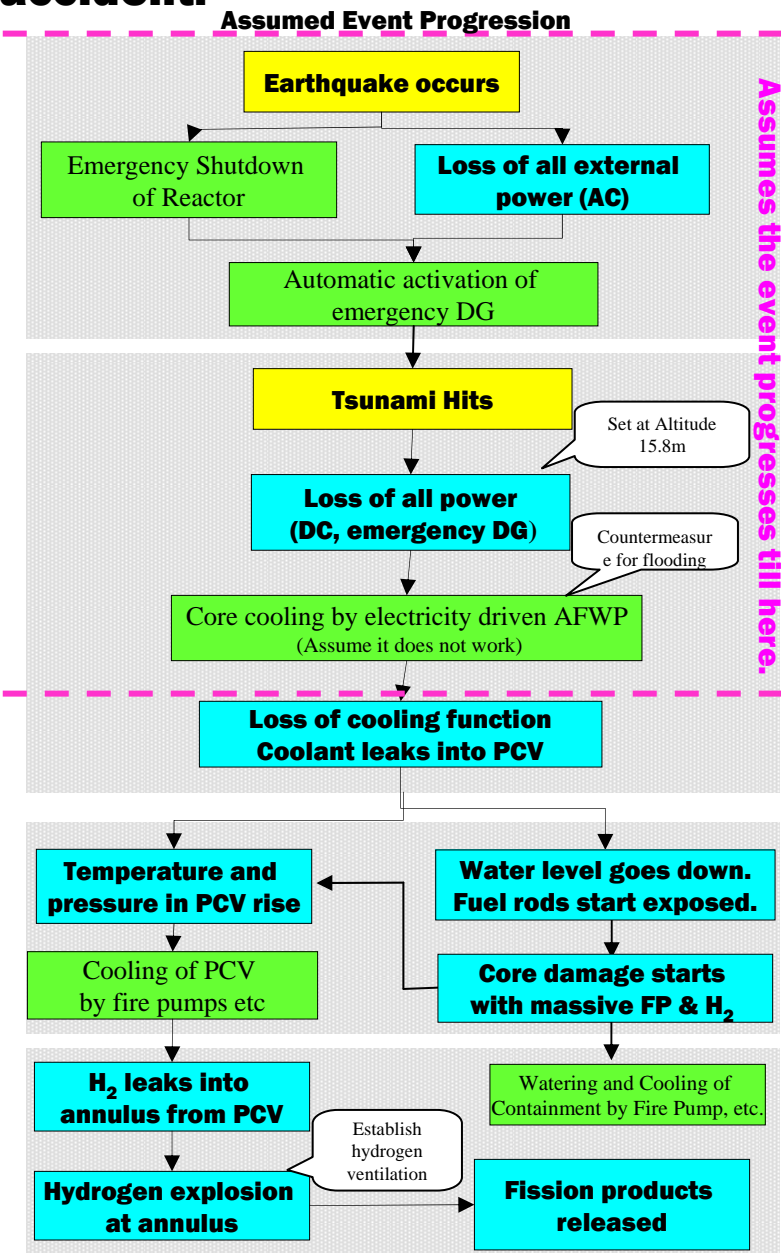 accident.
Assumed Event Progression
Earthquake occurs
Emergency Shutdown
of Reactor
Loss of all external
power (AC)
Automatic activation of
emergency DG
Assumes the event progresses till here.
Tsunami Hits
Set at Altitude
15.8m
Loss of all power
(DC, emergency DG)
Countermeasur
e for flooding
Core cooling by electricity driven AFWP
(Assume it does not work)
Loss of cooling function
Coolant leaks into PCV
Temperature and
pressure in PCV rise
Water level goes down.
Fuel rods start exposed.
Cooling of PCV
by fire pumps etc
Core damage starts
with massive FP & H2
H2 leaks into
annulus from PCV
Watering and Cooling of
Containment by Fire Pump, etc.
Establish
hydrogen
ventilation
Hydrogen explosion
at annulus
Fission products
released